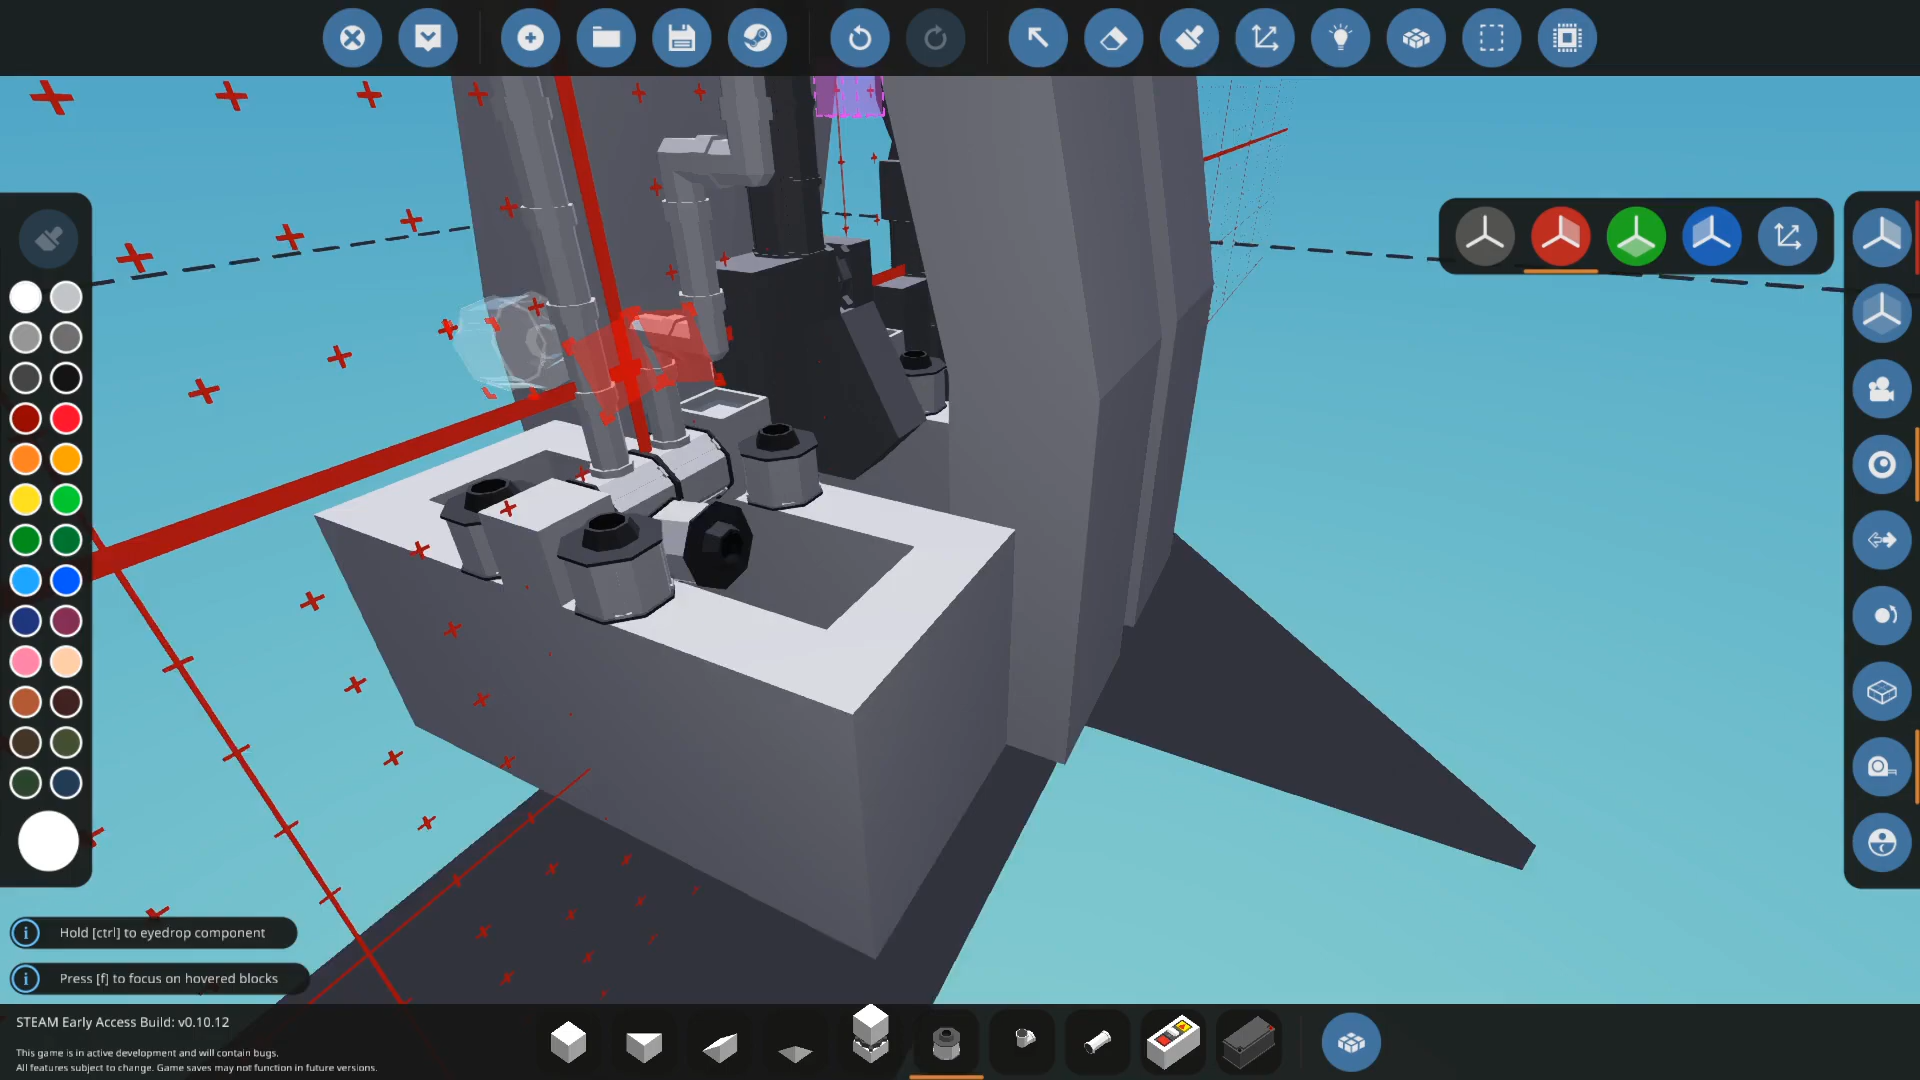 Hold [ctrl] to eyedrop component
Press [f] to focus on hovered blocks
STEAM Early Access Build: v0.10.12
This game is in active development and will contain bugs.
All features subject to change. Game saves may not function in future versions.